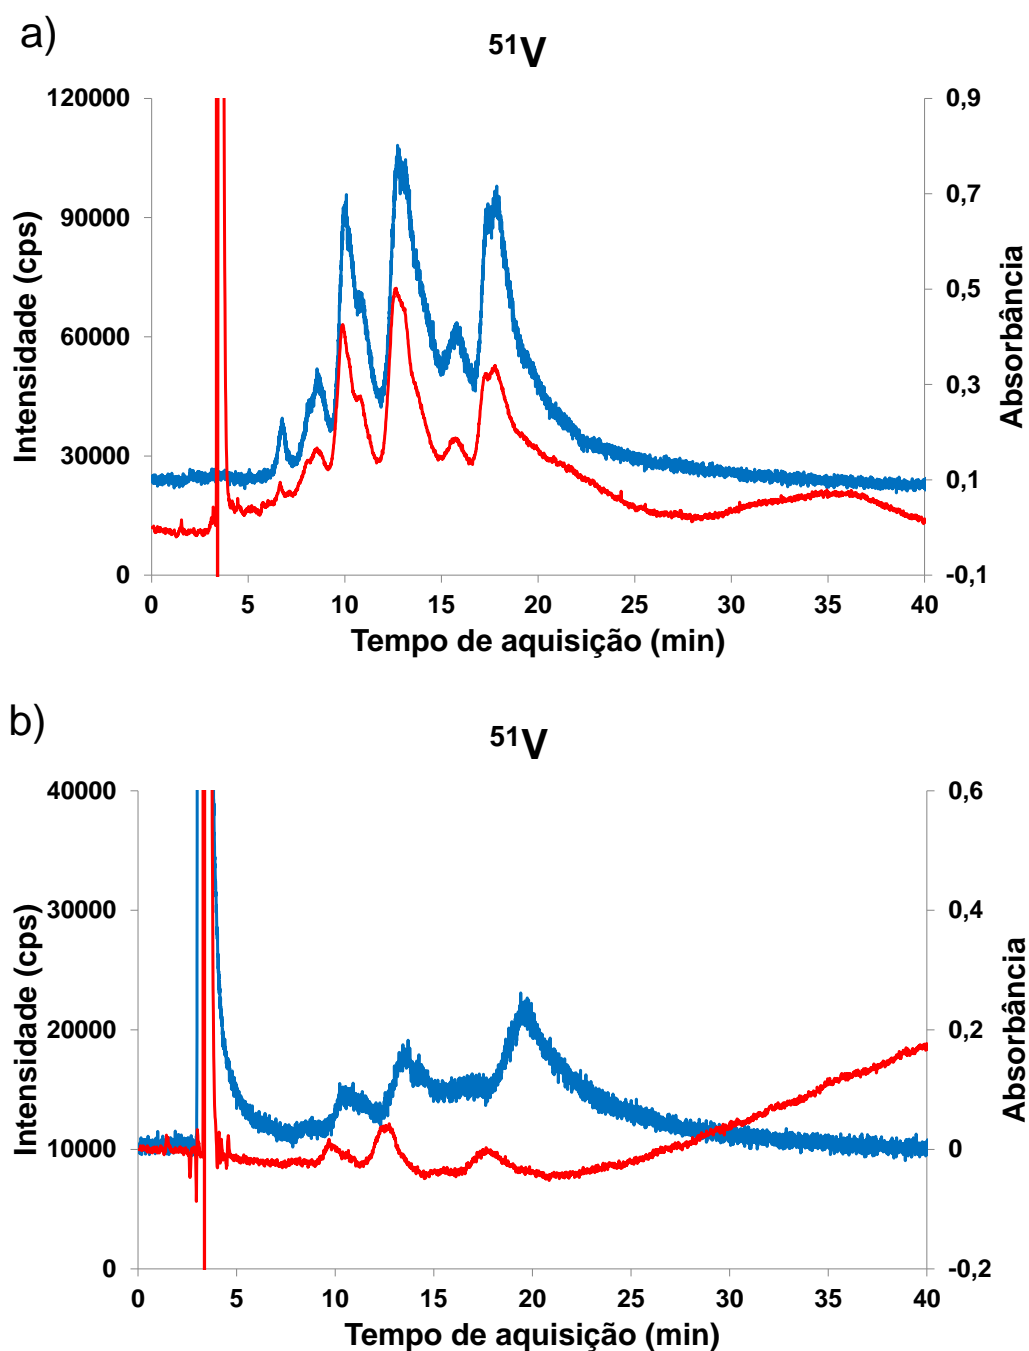 a)
51V
120000
90000
60000
30000
0
Intensidade (cps)
0,9
0,7
0,5
0,3
0,1
-0,1
Absorbância
0 5 10 15 20 25 30 35 40
Tempo de aquisição (min)
b)
51V
40000
30000
20000
10000
0
Intensidade (cps)
0,6
0,4
0,2
0
-0,2
Absorbância
0 5 10 15 20 25 30 35 40
Tempo de aquisição (min)